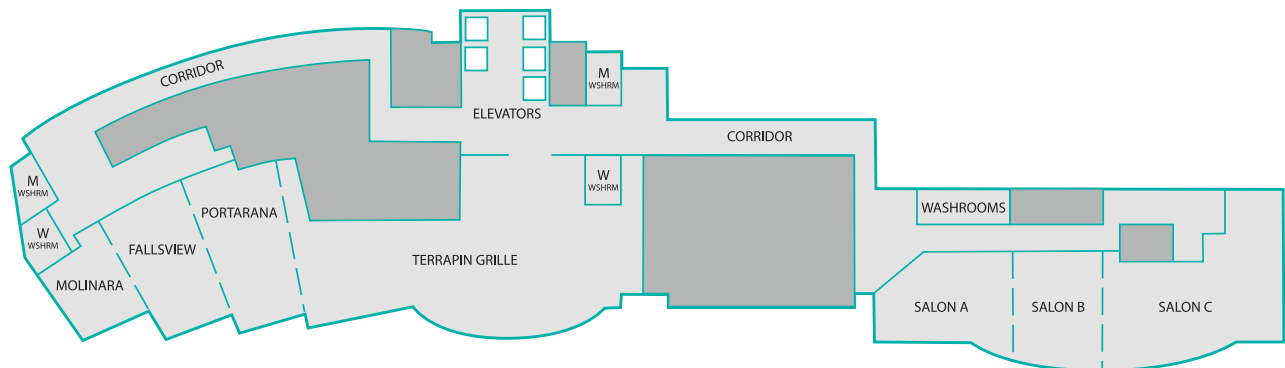 CORRIDOR
ELEVATORS
M
WSHRM
CORRIDOR
M
WSHRM
W
WSHRM
W
WSHRM
MOLINARA
FALLSVIEW
PORTARANA
TERRAPIN GRILLE
WASHROOMS
SALON A
SALON B
SALON C